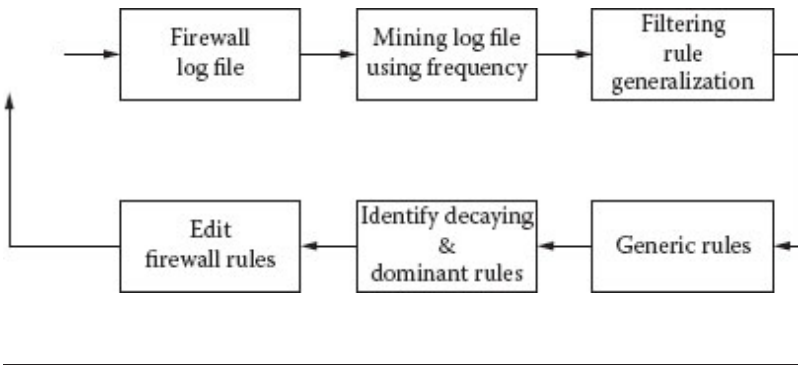 Firewall
log file
Mining log file
using frequency
Filtering
rule
generalization
Edit
firewall rules
Identify decaying
&
dominant rules
Generic rules